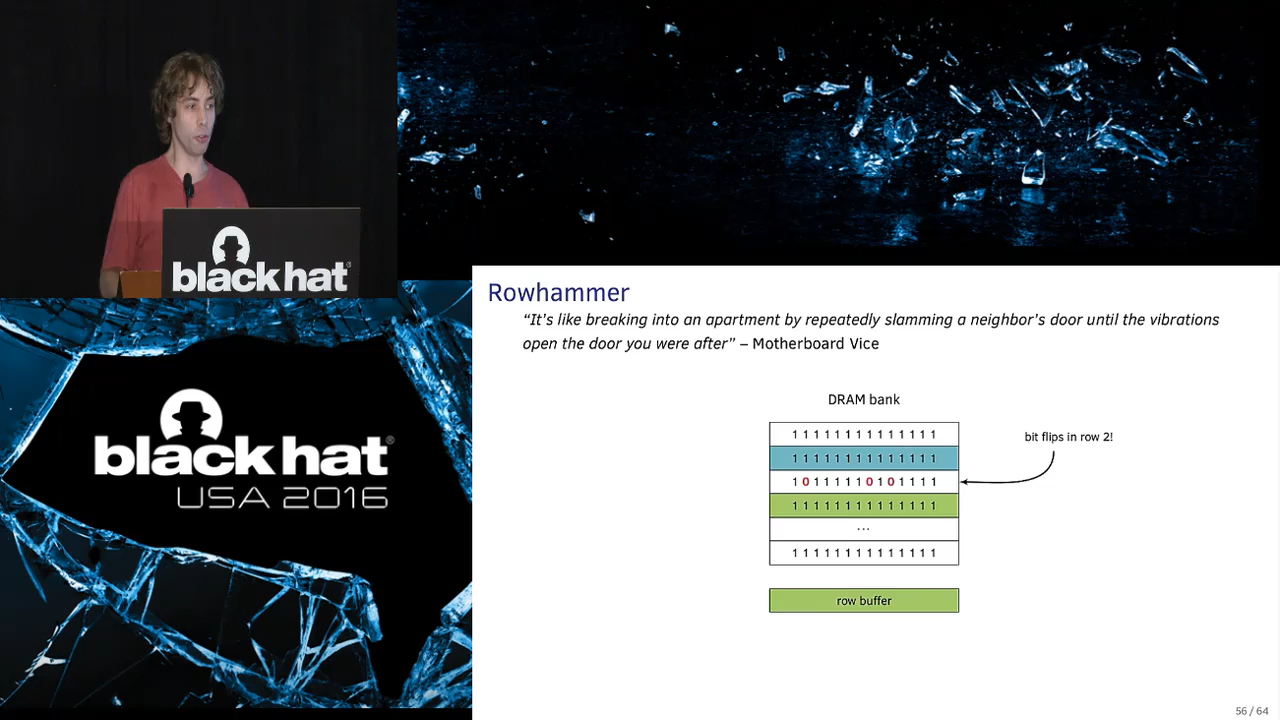 black hat
black hat
USA 2016
Rowhammer
“It’s like breaking into an apartment by repeatedly slamming a neighbor’s door until the vibrations
open the door you were after” – Motherboard Vice
DRAM bank
1 1 1 1 1 1 1 1 1 1 1 1 1 1
bit flips in row 2!
1 1 1 1 1 1 1 1 1 1 1 1 1 1
1 0 1 1 1 1 1 0 1 0 1 1 1 1
1 1 1 1 1 1 1 1 1 1 1 1 1 1
...
1 1 1 1 1 1 1 1 1 1 1 1 1 1
row buffer
56 / 64